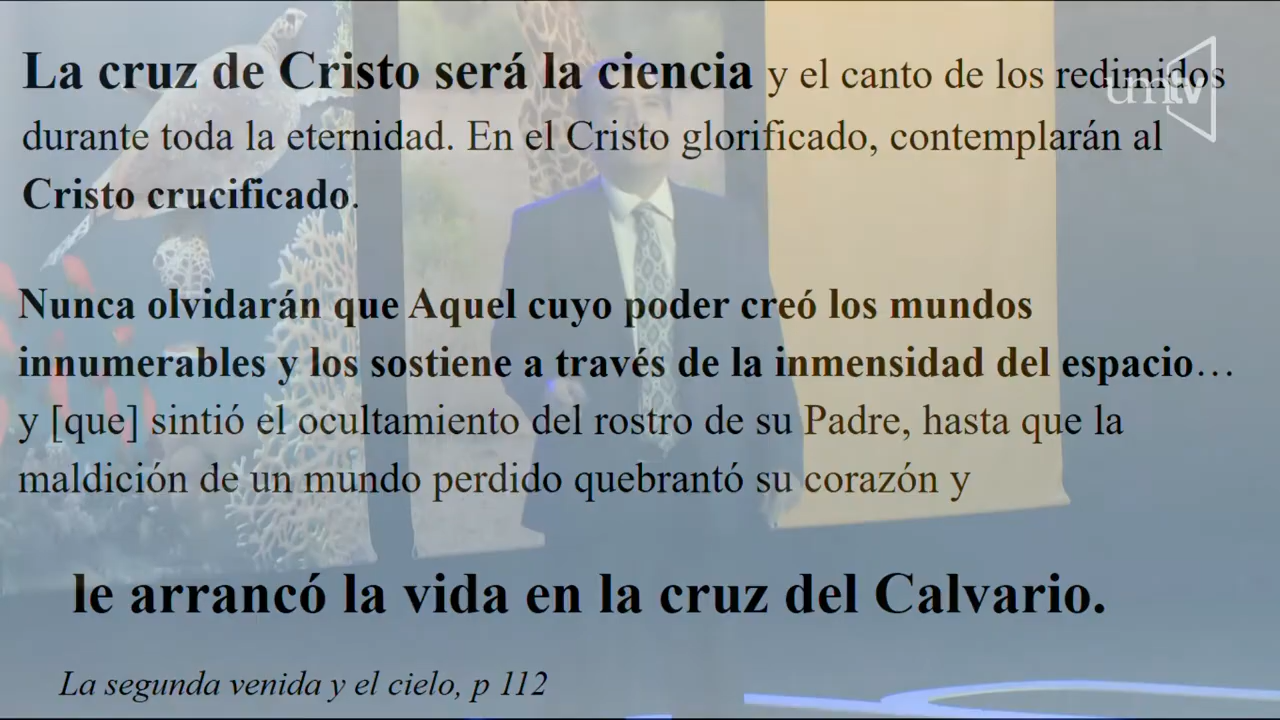 La cruz de Cristo será la ciencia y el canto de los redimidos
durante toda la eternidad. En el Cristo glorificado, contemplarán al
Cristo crucificado.
Nunca olvidarán que Aquel cuyo poder creó los mundos
innumerables y los sostiene a través de la inmensidad del espacio…
y [que] sintió el ocultamiento del rostro de su Padre, hasta que la
maldición de un mundo perdido quebrantó su corazón y
le arrancó la vida en la cruz del Calvario.
La segunda venida y el cielo, p 112